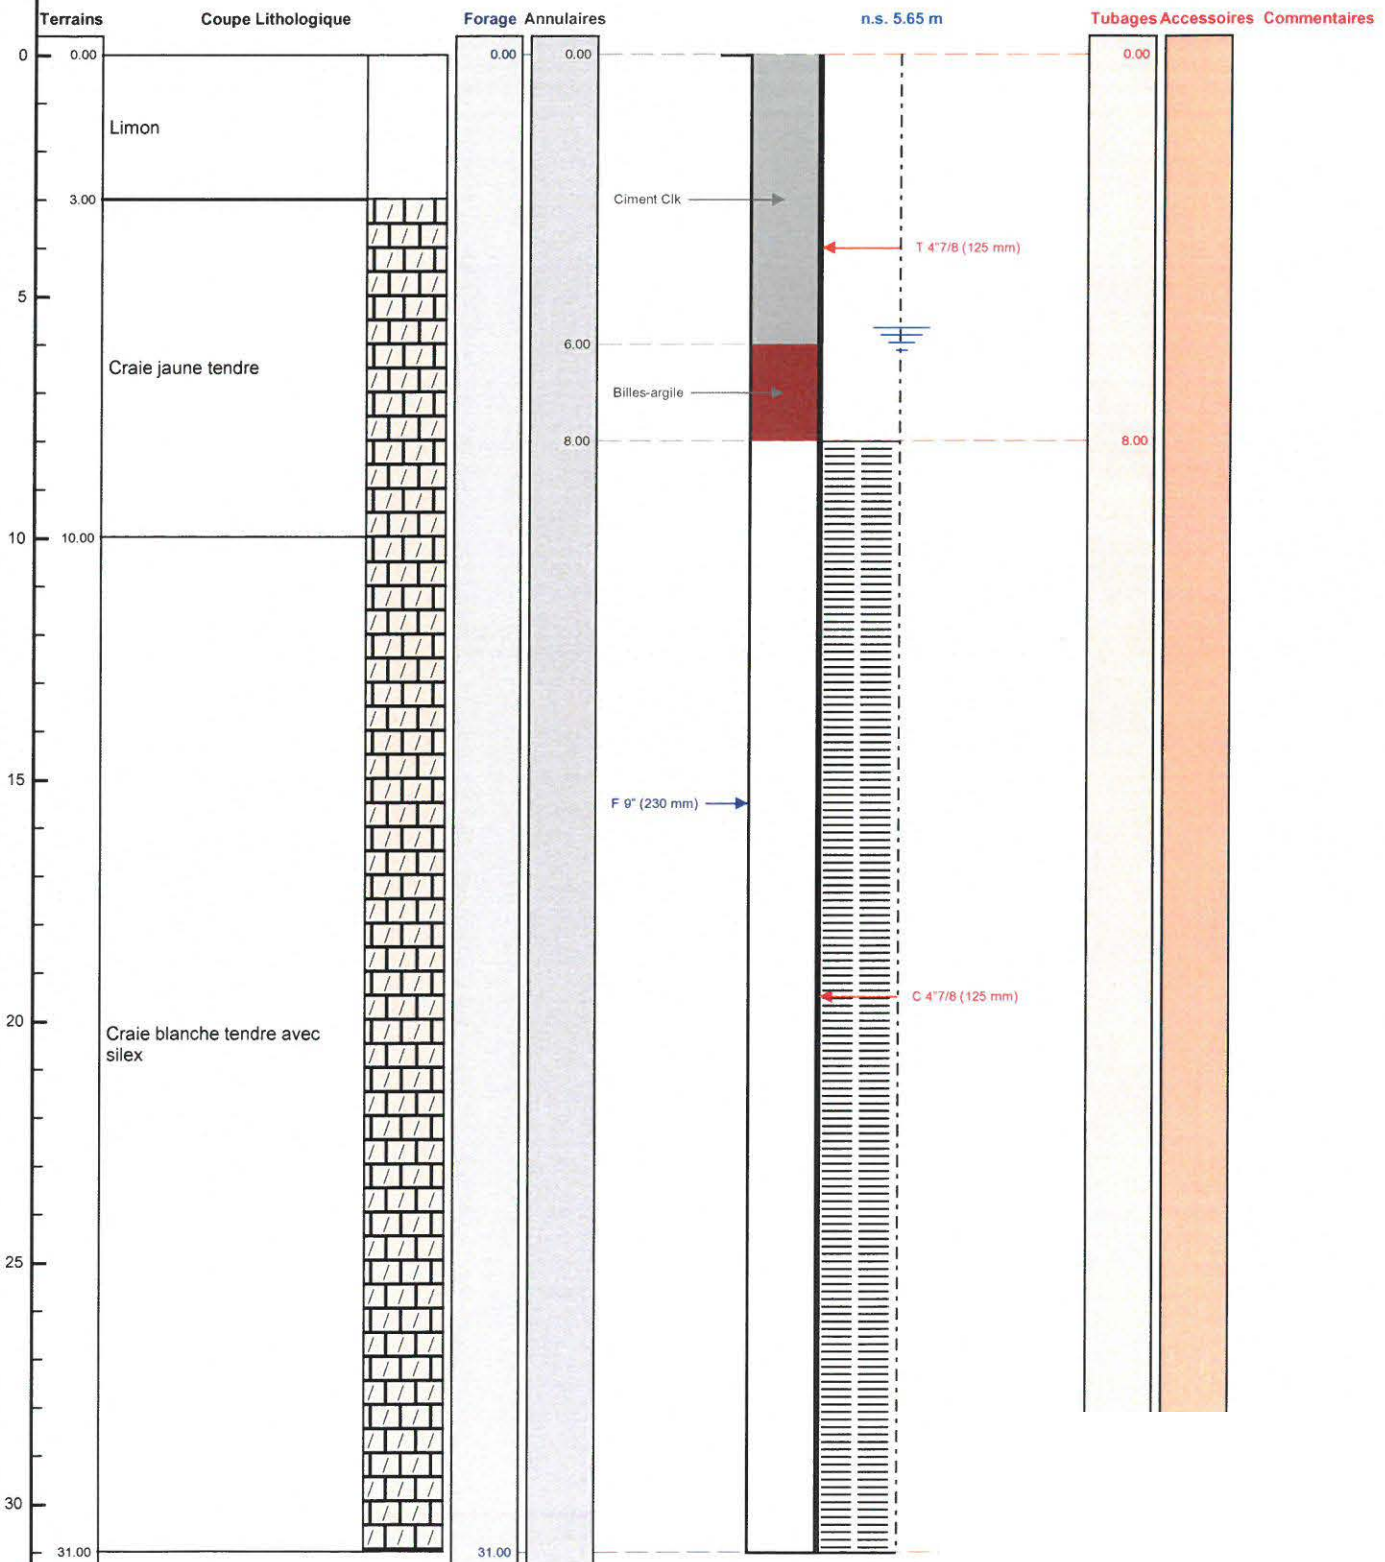 Terrains Coupe Lithologique Forage Annulaires n.s. 5.65 m Tubages Accessoires Commentaires
0 0.00 0.00 0.00 0.00
Limon
3.00 Ciment Clk
T 4"7/8 (125 mm)
5
6.00
Craie jaune tendre
Billes-argile
8.00 8.00
10 10.00
15
F 9" (230 mm)
C 4"7/8 (125 mm)
20
Craie blanche tendre avec
silex
25
30
31.00 31.00